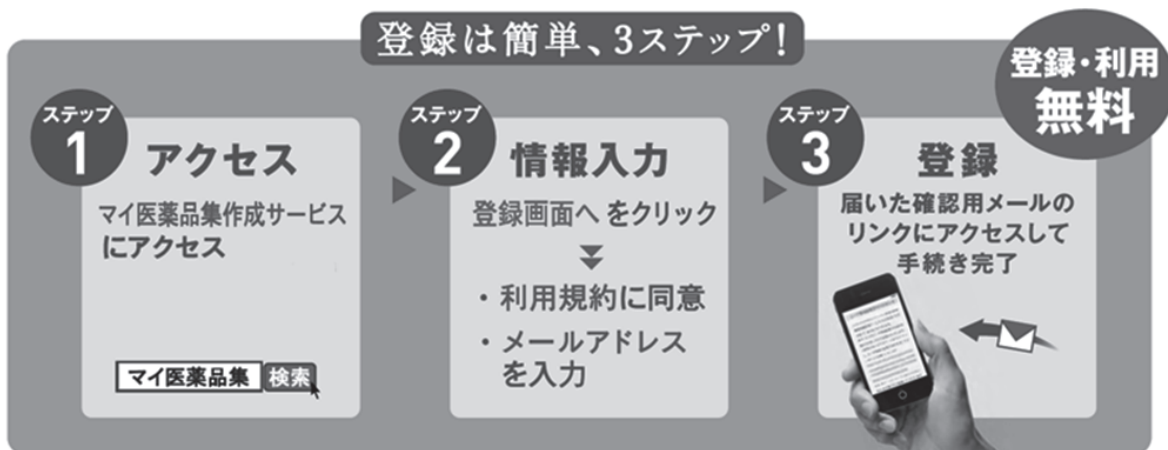 登録は簡単、3ステップ!
登録・利用
無料
ステップ
1
アクセス
マイ医薬品集作成サービス
にアクセス
マイ医薬品集 検索
ステップ
2
情報入力
登録画面へ をクリック
・利用規約に同意
・メールアドレス
を入力
ステップ
3
登録
届いた確認用メールの
リンクにアクセスして
手続き完了